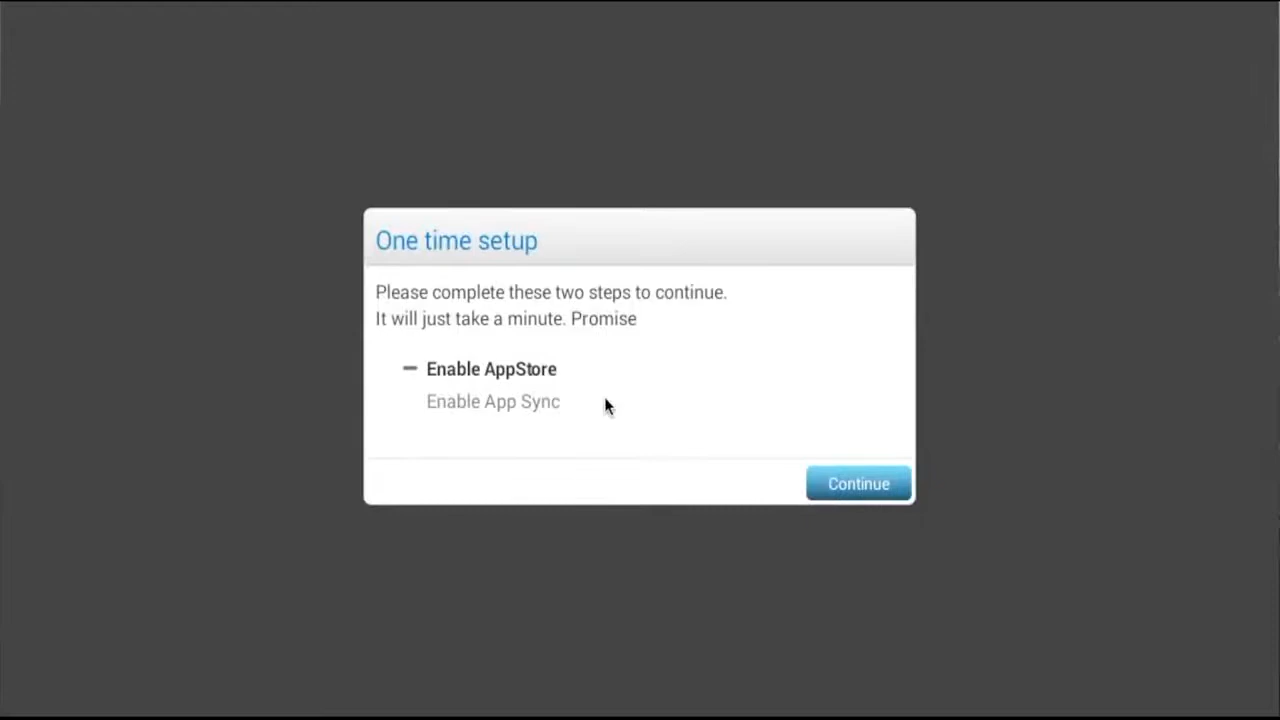 One time setup
Please complete these two steps to continue.
It will just take a minute. Promise
Enable AppStore
Enable App Sync
Continue